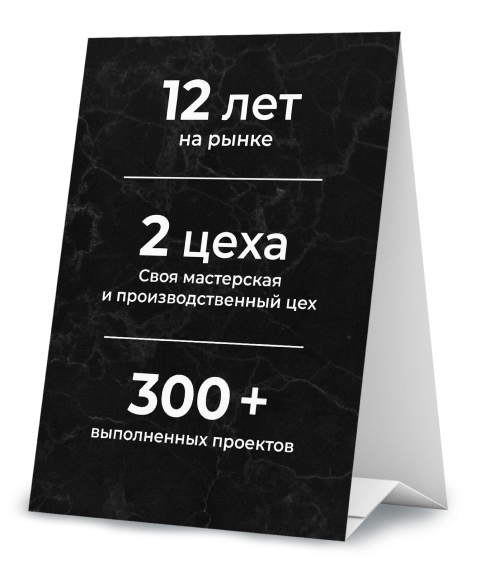 12 лет
на рынке
2 цеха
Своя мастерская
и производственный цех
300 +
выполненных проектов